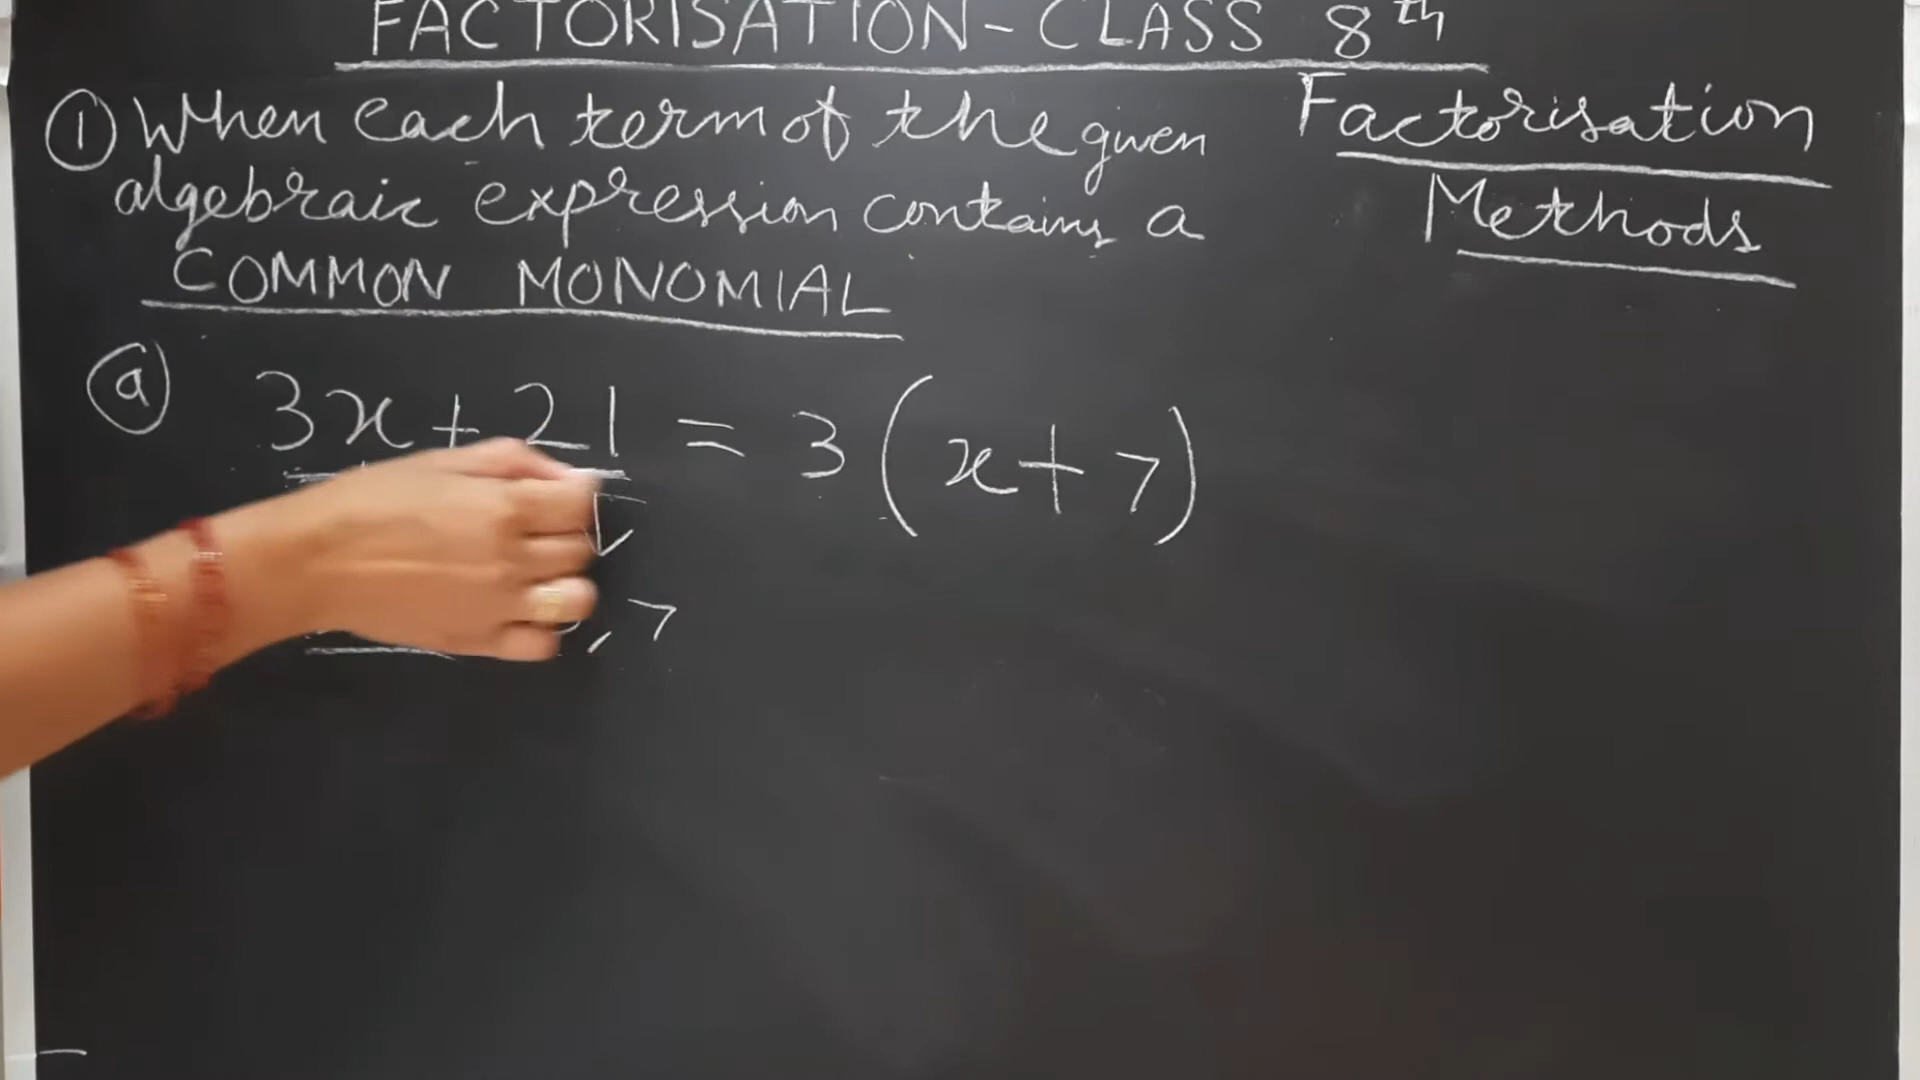 FACTORISATION - CLASS 8th
① When each term of the given
algebraic expression contains a
COMMON MONOMIAL
Factorisation
Methods
ⓐ 3x + 21 = 3 ( x + 7 )
, 7